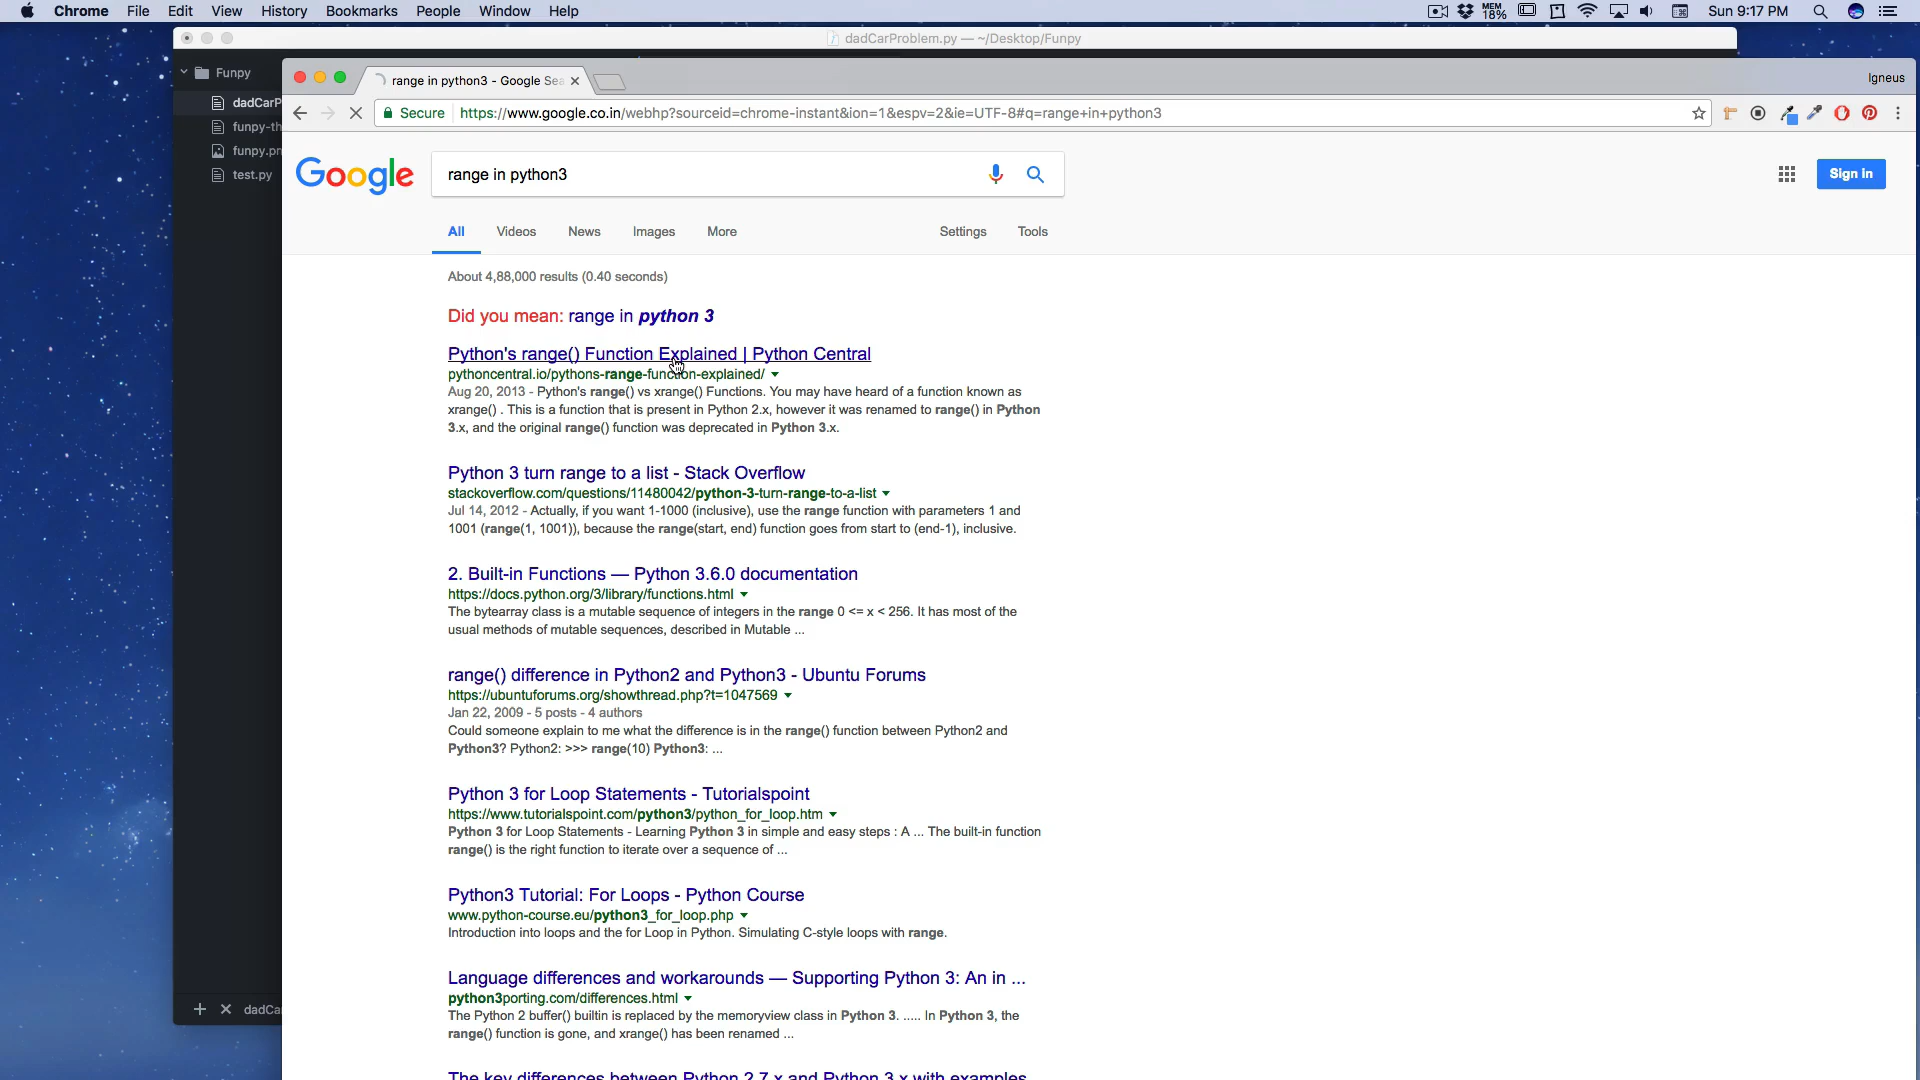 Chrome File Edit View History Bookmarks People Window Help MEM 18% Sun 9:17 PM
dadCarProblem.py — ~/Desktop/Funpy
Funpy
dadCarP
funpy-th
funpy.pn
test.py
range in python3 - Google Sea
Igneus
Secure https://www.google.co.in/webhp?sourceid=chrome-instant&ion=1&espv=2&ie=UTF-8#q=range+in+python3
Google
range in python3
Sign in
All Videos News Images More Settings Tools
About 4,88,000 results (0.40 seconds)
Did you mean: range in python 3
Python's range() Function Explained | Python Central
pythoncentral.io/pythons-range-function-explained/
Aug 20, 2013 - Python's range() vs xrange() Functions. You may have heard of a function known as
xrange() . This is a function that is present in Python 2.x, however it was renamed to range() in Python
3.x, and the original range() function was deprecated in Python 3.x.
Python 3 turn range to a list - Stack Overflow
stackoverflow.com/questions/11480042/python-3-turn-range-to-a-list
Jul 14, 2012 - Actually, if you want 1-1000 (inclusive), use the range function with parameters 1 and
1001 (range(1, 1001)), because the range(start, end) function goes from start to (end-1), inclusive.
2. Built-in Functions — Python 3.6.0 documentation
https://docs.python.org/3/library/functions.html
The bytearray class is a mutable sequence of integers in the range 0 <= x < 256. It has most of the
usual methods of mutable sequences, described in Mutable ...
range() difference in Python2 and Python3 - Ubuntu Forums
https://ubuntuforums.org/showthread.php?t=1047569
Jan 22, 2009 - 5 posts - 4 authors
Could someone explain to me what the difference is in the range() function between Python2 and
Python3? Python2: >>> range(10) Python3: ...
Python 3 for Loop Statements - Tutorialspoint
https://www.tutorialspoint.com/python3/python_for_loop.htm
Python 3 for Loop Statements - Learning Python 3 in simple and easy steps : A ... The built-in function
range() is the right function to iterate over a sequence of ...
Python3 Tutorial: For Loops - Python Course
www.python-course.eu/python3_for_loop.php
Introduction into loops and the for Loop in Python. Simulating C-style loops with range.
Language differences and workarounds — Supporting Python 3: An in ...
python3porting.com/differences.html
The Python 2 buffer() builtin is replaced by the memoryview class in Python 3. ..... In Python 3, the
range() function is gone, and xrange() has been renamed ...
dadCa
The key differences between Python 2.7.x and Python 3.x with examples